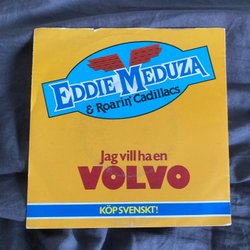 EDDIE MEDUZA
& Roarin' Cadillacs
Jag vill ha en
VOLVO
KÖP SVENSKT!